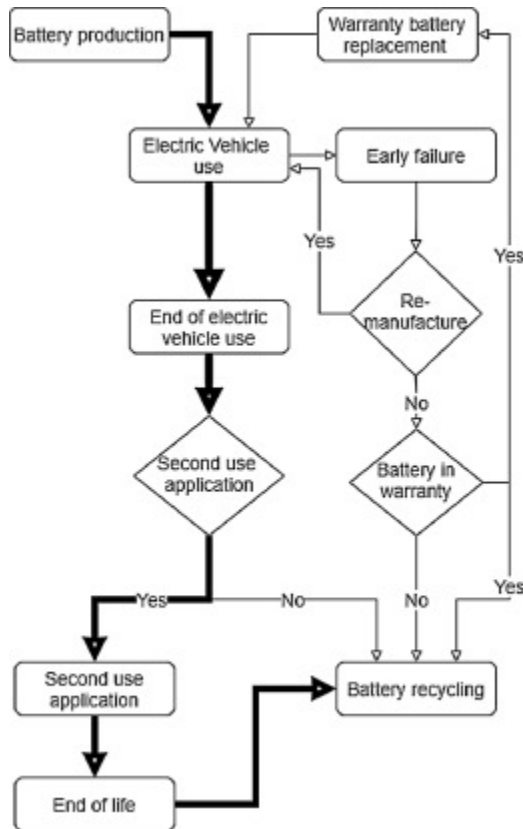 Battery production
Warranty battery
replacement
Electric Vehicle
use
Early failure
Yes
Yes
Re-
manufacture
End of electric
vehicle use
No
Second use
application
Battery in
warranty
Yes
No
No
Yes
Second use
application
Battery recycling
End of life